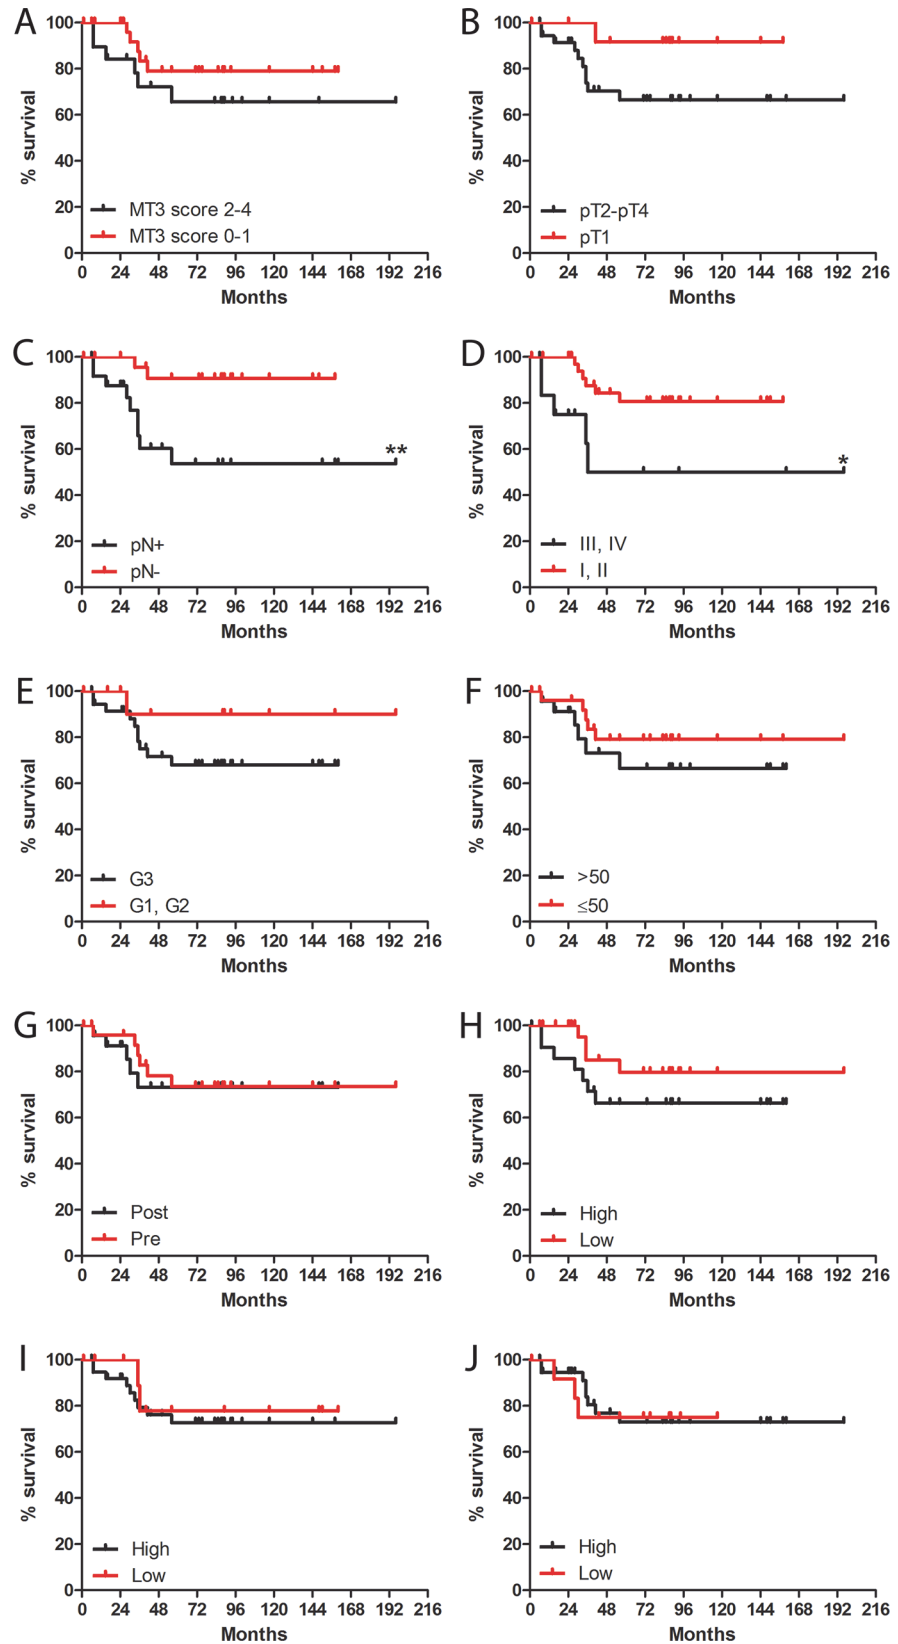 A
100
80
60
40
20
0
% survival
MT3 score 2-4
MT3 score 0-1
0 24 48 72 96 120 144 168 192 216
Months
B
100
80
60
40
20
0
% survival
pT2-pT4
pT1
0 24 48 72 96 120 144 168 192 216
Months
C
100
80
60
40
20
0
% survival
**
pN+
pN-
0 24 48 72 96 120 144 168 192 216
Months
D
100
80
60
40
20
0
% survival
*
III, IV
I, II
0 24 48 72 96 120 144 168 192 216
Months
E
100
80
60
40
20
0
% survival
G3
G1, G2
0 24 48 72 96 120 144 168 192 216
Months
F
100
80
60
40
20
0
% survival
>50
≤50
0 24 48 72 96 120 144 168 192 216
Months
G
100
80
60
40
20
0
% survival
Post
Pre
0 24 48 72 96 120 144 168 192 216
Months
H
100
80
60
40
20
0
% survival
High
Low
0 24 48 72 96 120 144 168 192 216
Months
I
100
80
60
40
20
0
% survival
High
Low
0 24 48 72 96 120 144 168 192 216
Months
J
100
80
60
40
20
0
% survival
High
Low
0 24 48 72 96 120 144 168 192 216
Months